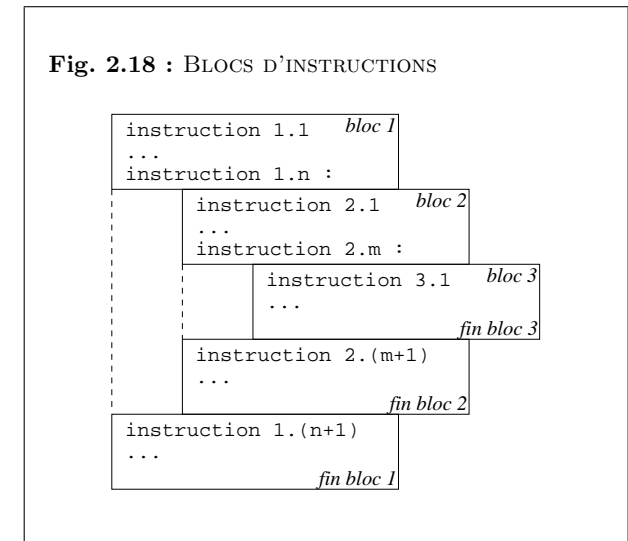 Fig. 2.18 : BLOCS D'INSTRUCTIONS
instruction 1.1 bloc 1
...
instruction 1.n :
instruction 2.1 bloc 2
...
instruction 2.m :
instruction 3.1 bloc 3
...
fin bloc 3
instruction 2.(m+1)
...
fin bloc 2
instruction 1.(n+1)
...
fin bloc 1